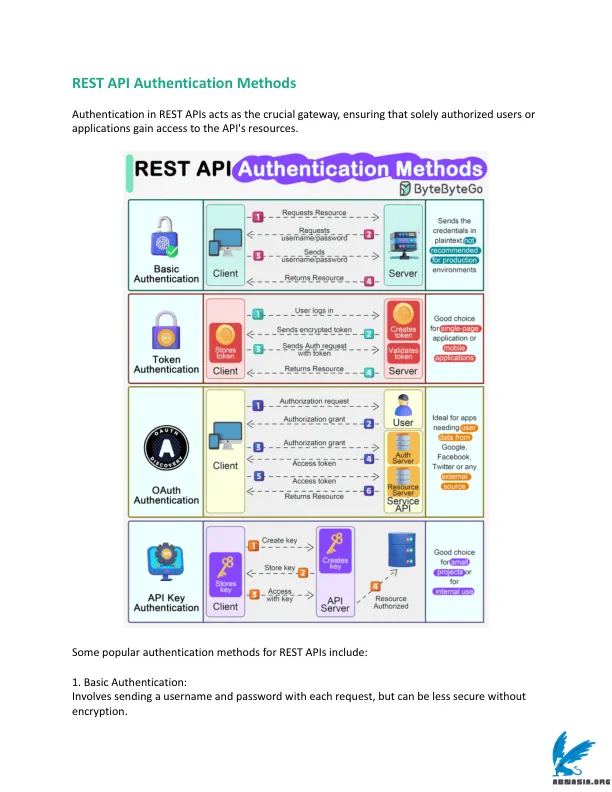 REST API Authentication Methods
Authentication in REST APIs acts as the crucial gateway, ensuring that solely authorized users or
applications gain access to the API's resources.
REST API Authentication Methods
ByteByteGo
Basic
Authentication
Client
1
Requests Resource
Requests
username/password
2
3
Sends
username/password
Returns Resource
4
Server
Sends the
credentials in
plaintext not
recommended
for production
environments
Token
Authentication
Stores
token
Client
1
User logs in
Sends encrypted token
2
3
Sends Auth request
with token
Returns Resource
4
Creates
token
Validates
token
Server
Good choice
for single-page
application or
mobile
applications
OAUTH
A
DISCOVERY
OAuth
Authentication
Client
1
Authorization request
Authorization grant
2
3
Authorization grant
4
Access token
5
Access token
6
Returns Resource
User
Auth
Server
Resource
Server
Service
API
Ideal for apps
needing user
data from
Google,
Facebook,
Twitter or any
external
source
API Key
Authentication
Stores
key
Client
1
Create key
Store key
2
3
Access
with key
Creates
key
API
Server
4
Resource
Authorized
Good choice
for small
projects or
for
internal use
Some popular authentication methods for REST APIs include:
1. Basic Authentication:
Involves sending a username and password with each request, but can be less secure without
encryption.
ABNASIA.ORG